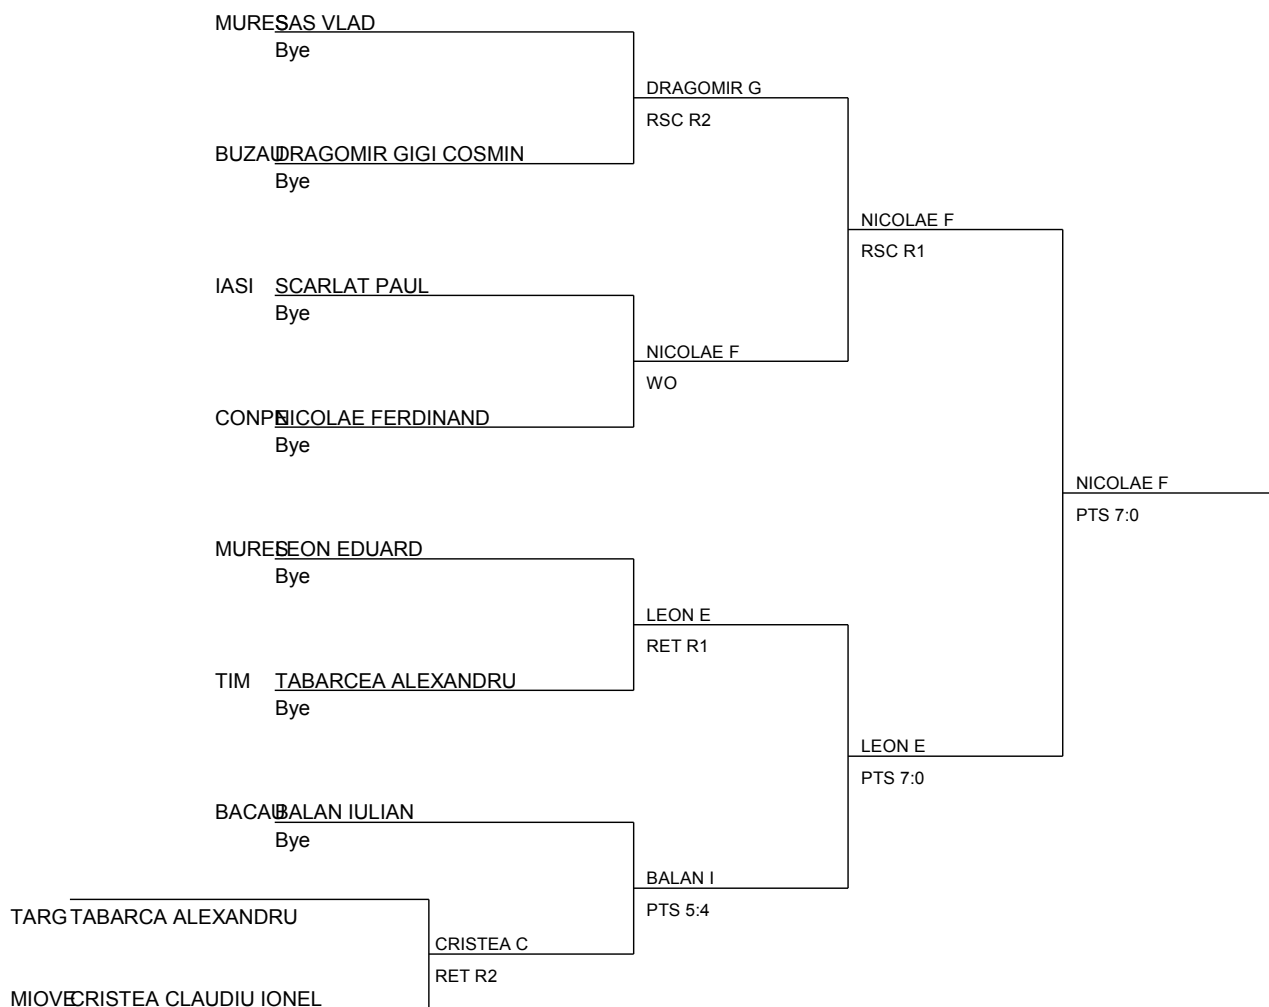 MURES SAS VLAD
Bye
DRAGOMIR G
RSC R2
BUZAU DRAGOMIR GIGI COSMIN
Bye
NICOLAE F
RSC R1
IASI SCARLAT PAUL
Bye
NICOLAE F
WO
CONPN NICOLAE FERDINAND
Bye
NICOLAE F
PTS 7:0
MURES LEON EDUARD
Bye
LEON E
RET R1
TIM TABARCEA ALEXANDRU
Bye
LEON E
PTS 7:0
BACAU BALAN IULIAN
Bye
BALAN I
PTS 5:4
TARG TABARCA ALEXANDRU
CRISTEA C
RET R2
MIOVE CRISTEA CLAUDIU IONEL